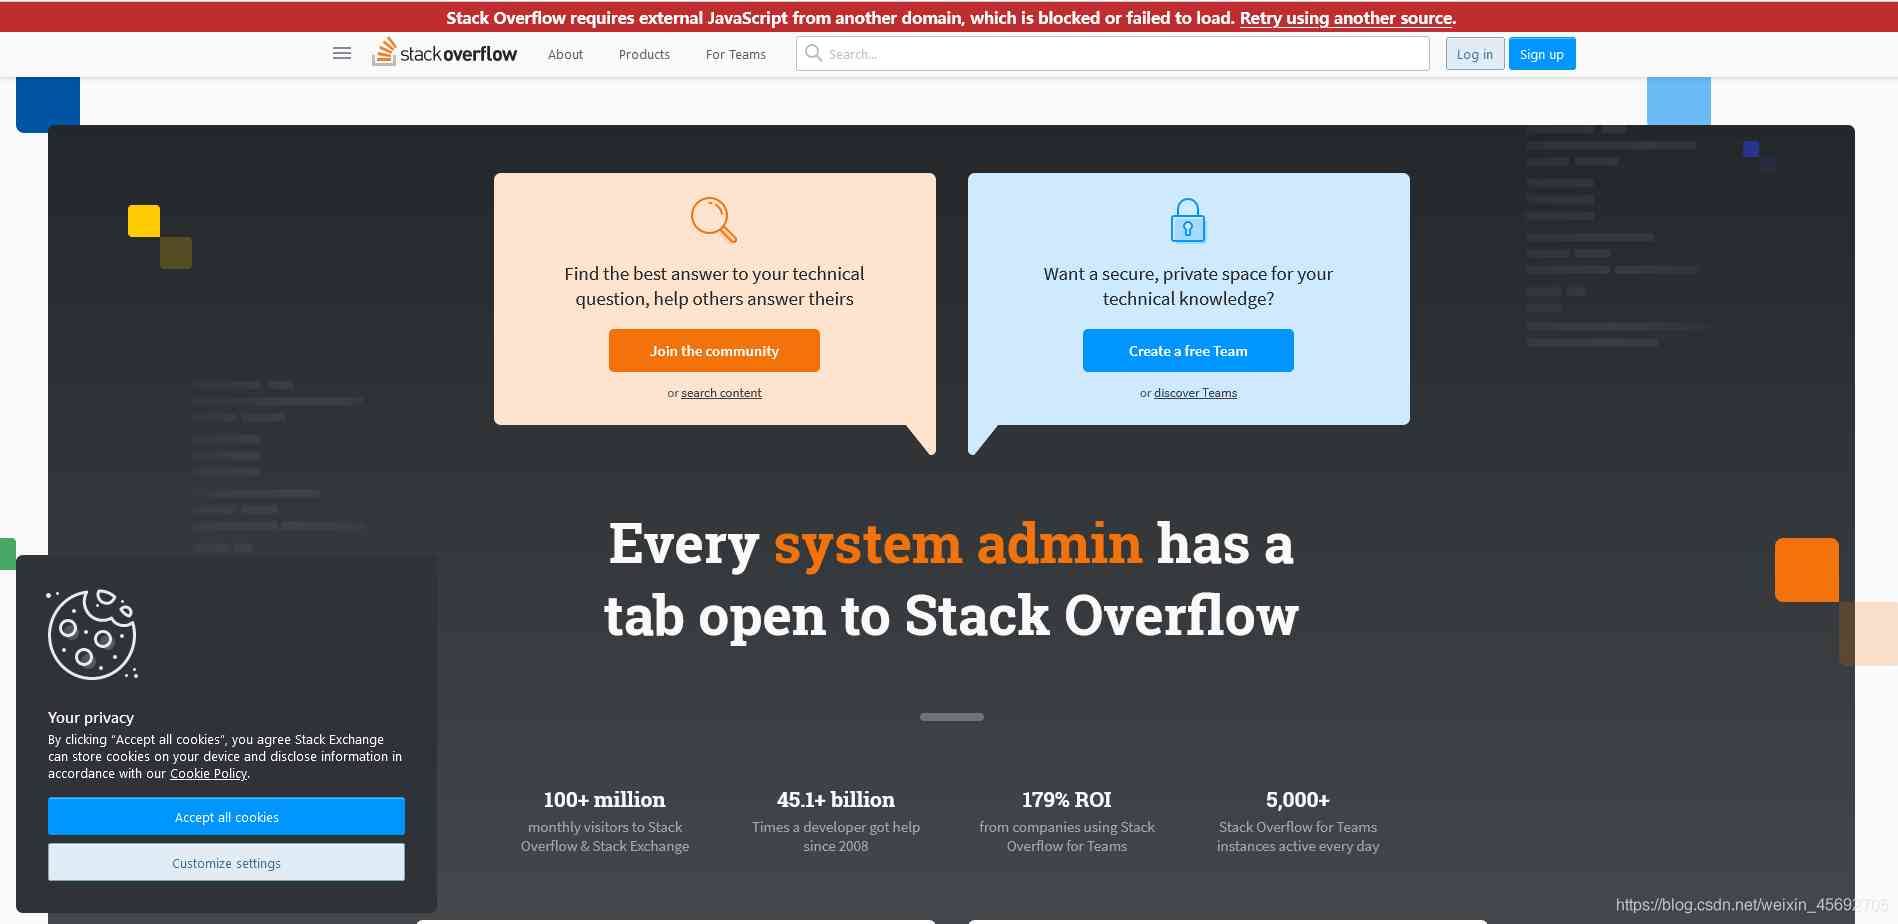 Stack Overflow requires external JavaScript from another domain, which is blocked or failed to load. Retry using another source.
stackoverflow
About
Products
For Teams
Search...
Log in
Sign up
Find the best answer to your technical
question, help others answer theirs
Join the community
or search content
Want a secure, private space for your
technical knowledge?
Create a free Team
or discover Teams
Every system admin has a
tab open to Stack Overflow
Your privacy
By clicking “Accept all cookies”, you agree Stack Exchange
can store cookies on your device and disclose information in
accordance with our Cookie Policy.
Accept all cookies
Customize settings
100+ million
monthly visitors to Stack
Overflow & Stack Exchange
45.1+ billion
Times a developer got help
since 2008
179% ROI
from companies using Stack
Overflow for Teams
5,000+
Stack Overflow for Teams
instances active every day